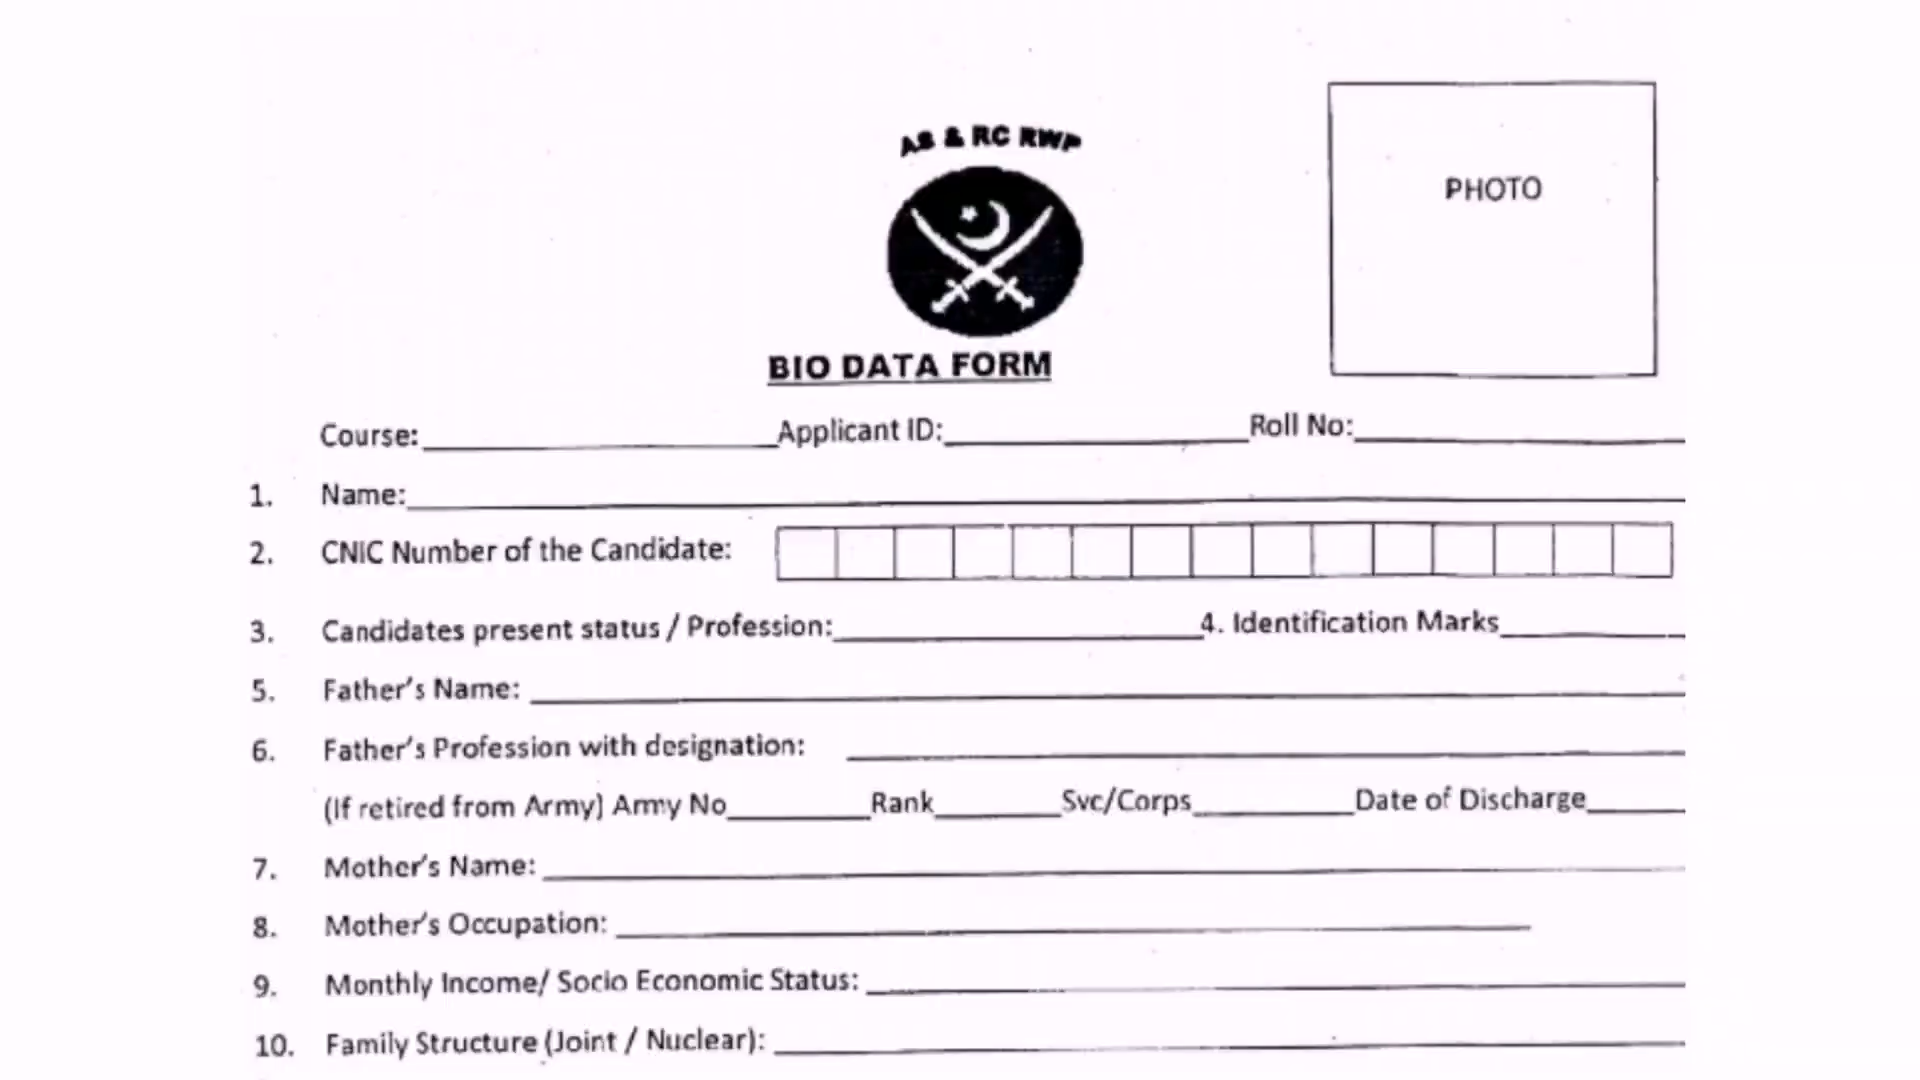 AS & RC RWP
PHOTO
BIO DATA FORM
Course: Applicant ID: Roll No:
1. Name:
2. CNIC Number of the Candidate:
3. Candidates present status / Profession: 4. Identification Marks
5. Father's Name:
6. Father's Profession with designation:
(If retired from Army) Army No Rank Svc/Corps Date of Discharge
7. Mother's Name:
8. Mother's Occupation:
9. Monthly Income/ Socio Economic Status:
10. Family Structure (Joint / Nuclear):